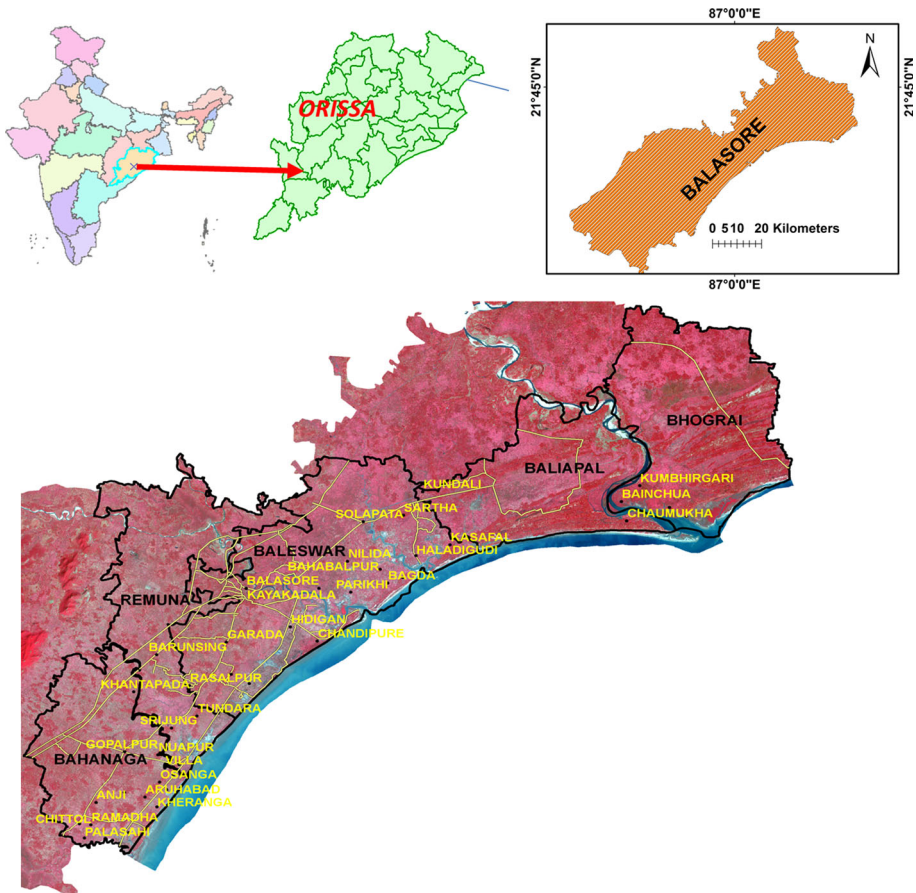 ORISSA
87°0'0"E
N
21°45'0"N
21°45'0"N
BALASORE
0 510 20 Kilometers
87°0'0"E
BHOGRAI
BALIAPAL
KUMBHIRGARI
KUNDALI
BAINCHUA
SARTHA
CHAUMUKHA
SOLAPATA
KASAFAL
BALESWAR
NILIDA
HALADIGUDI
BAHABALPUR
BAGDA
BALASORE
PARIKHI
REMUNA
KAYAKADALA
HIDIGAN
GARADA
CHANDIPURE
BARUNSING
RASALPUR
KHANTAPADA
TUNDARA
SRIJUNG
GOPALPUR
NUAPUR
BAHANAGA
VILLA
OSANGA
ARUHABAD
ANJi
KHERANGA
CHITTOL
RAMADHA
PALASAHI